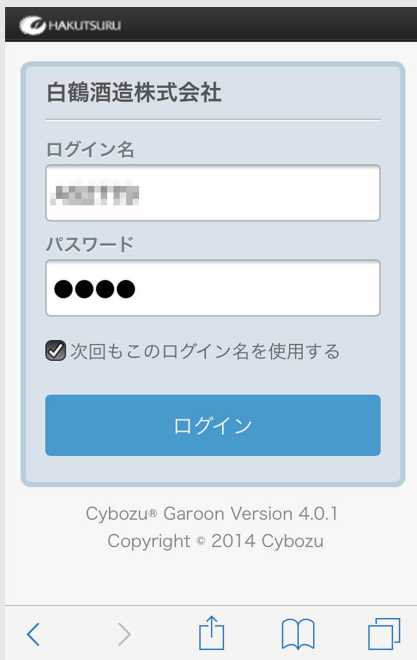 HAKUTSURU
白鶴酒造株式会社
ログイン名
パスワード
●●●●
次回もこのログイン名を使用する
ログイン
Cybozu® Garoon Version 4.0.1
Copyright © 2014 Cybozu